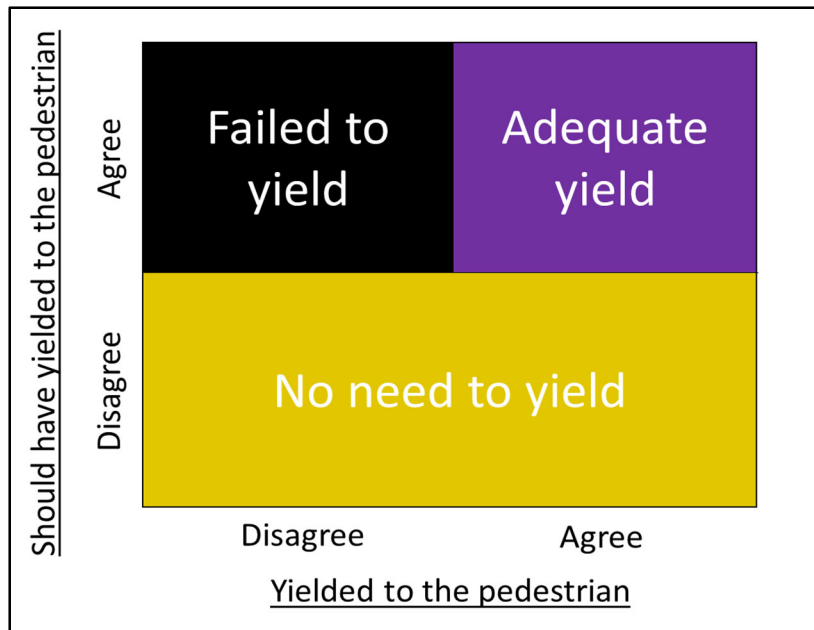 Should have yielded to the pedestrian
Agree
Disagree
Failed to
yield
Adequate
yield
No need to yield
Disagree
Agree
Yielded to the pedestrian